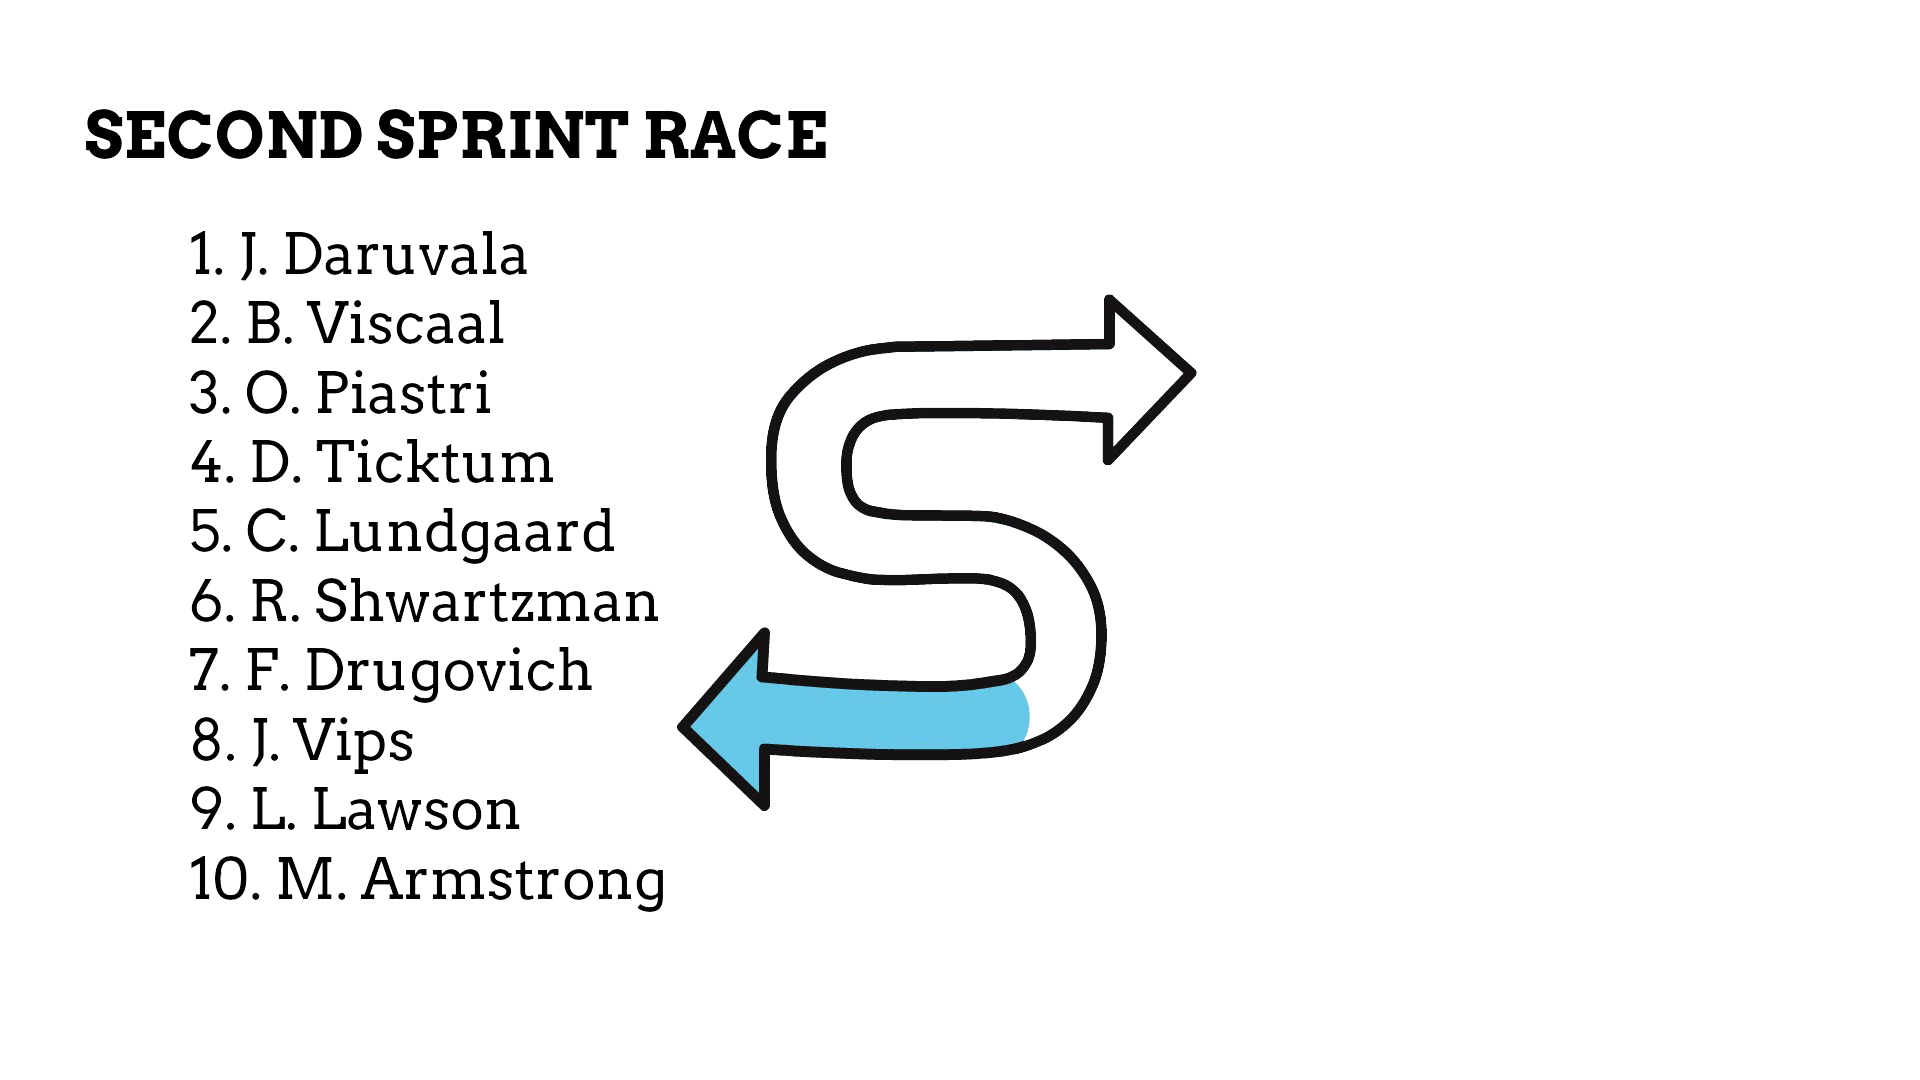 SECOND SPRINT RACE
1. J. Daruvala
2. B. Viscaal
3. O. Piastri
4. D. Ticktum
5. C. Lundgaard
6. R. Shwartzman
7. F. Drugovich
8. J. Vips
9. L. Lawson
10. M. Armstrong